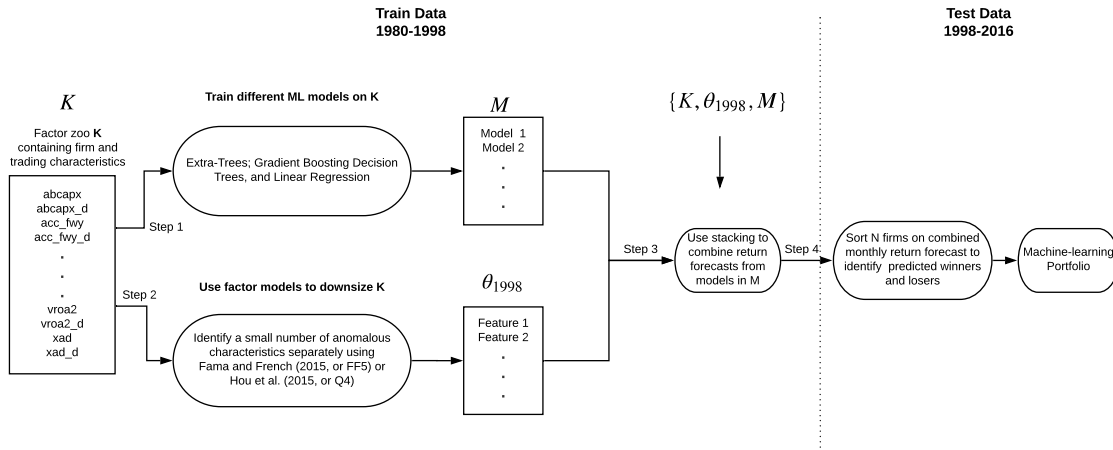 Train Data
1980-1998
Test Data
1998-2016
K
Factor zoo K
containing firm and
trading characteristics
abcapx
abcapx_d
acc_fwy
acc_fwy_d
.
.
.
vroa2
vroa2_d
xad
xad_d
Step 1
Step 2
Train different ML models on K
Extra-Trees; Gradient Boosting Decision
Trees, and Linear Regression
M
Model 1
Model 2
.
.
.
.
Use factor models to downsize K
Identify a small number of anomalous
characteristics separately using
Fama and French (2015, or FF5) or
Hou et al. (2015, or Q4)
θ1998
Feature 1
Feature 2
.
.
.
.
Step 3
{K, θ1998, M}
Use stacking to
combine return
forecasts from
models in M
Step 4
Sort N firms on combined
monthly return forecast to
identify predicted winners
and losers
Machine-learning
Portfolio